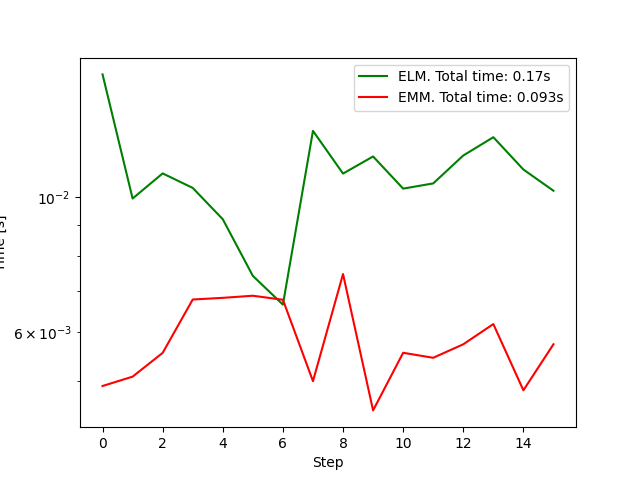 ELM. Total time: 0.17s
EMM. Total time: 0.093s
10⁻²
6 × 10⁻³
[s]
0 2 4 6 8 10 12 14
Step